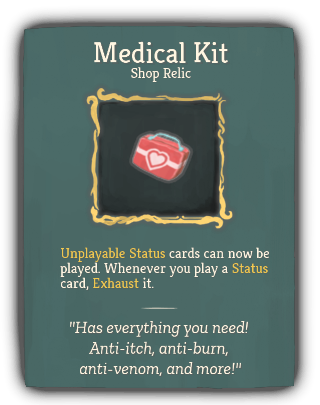 Medical Kit
Shop Relic
Unplayable Status cards can now be
played. Whenever you play a Status
card, Exhaust it.
"Has everything you need!
Anti-itch, anti-burn,
anti-venom, and more!"